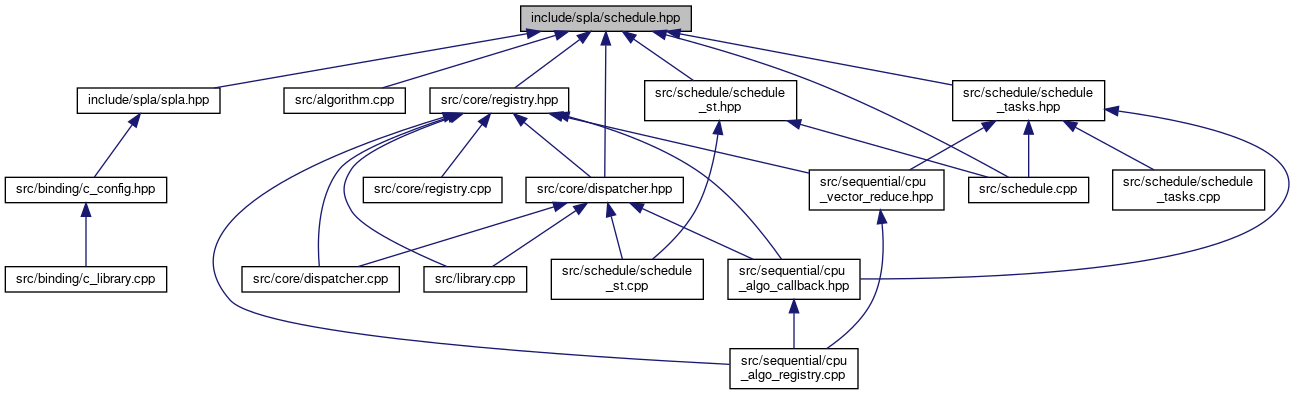 include/spla/schedule.hpp
include/spla/spla.hpp
src/algorithm.cpp
src/core/registry.hpp
src/schedule/schedule
_st.hpp
src/schedule/schedule
_tasks.hpp
src/binding/c_config.hpp
src/core/registry.cpp
src/core/dispatcher.hpp
src/sequential/cpu
_vector_reduce.hpp
src/schedule.cpp
src/schedule/schedule
_tasks.cpp
src/binding/c_library.cpp
src/core/dispatcher.cpp
src/library.cpp
src/schedule/schedule
_st.cpp
src/sequential/cpu
_algo_callback.hpp
src/sequential/cpu
_algo_registry.cpp